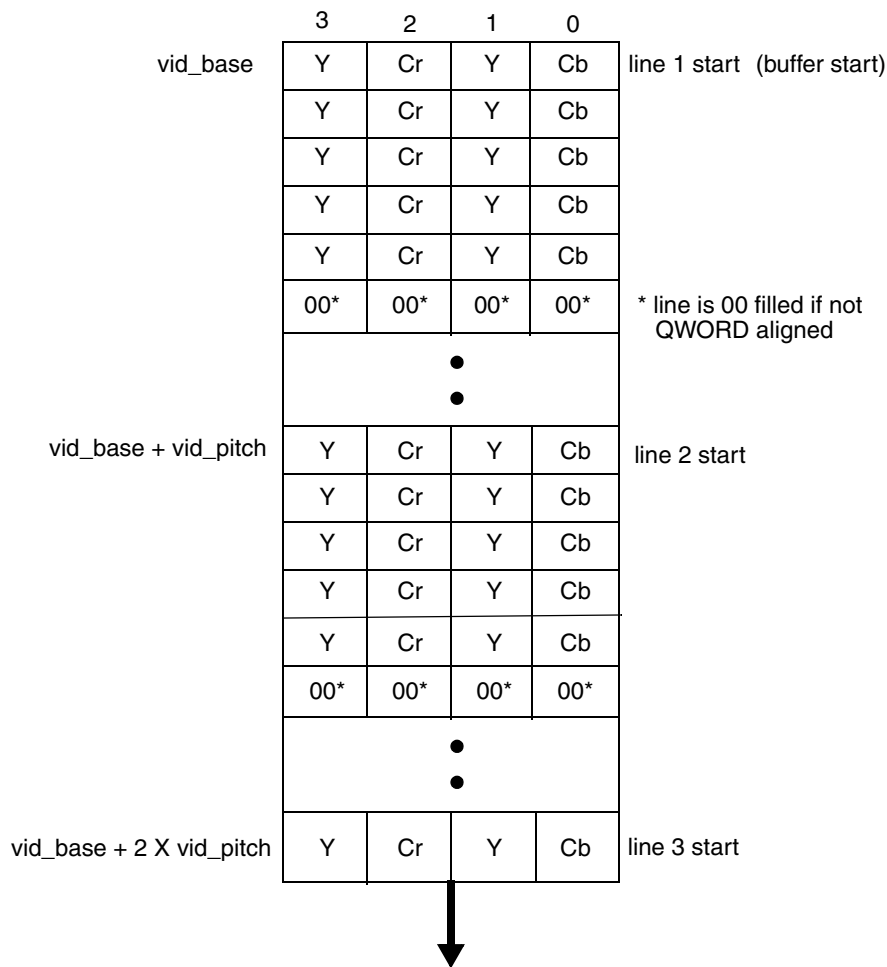 3 2 1 0
vid_base Y Cr Y Cb line 1 start (buffer start)
Y Cr Y Cb
Y Cr Y Cb
Y Cr Y Cb
Y Cr Y Cb
00* 00* 00* 00* * line is 00 filled if not
QWORD aligned
vid_base + vid_pitch Y Cr Y Cb line 2 start
Y Cr Y Cb
Y Cr Y Cb
Y Cr Y Cb
Y Cr Y Cb
00* 00* 00* 00*
vid_base + 2 X vid_pitch Y Cr Y Cb line 3 start